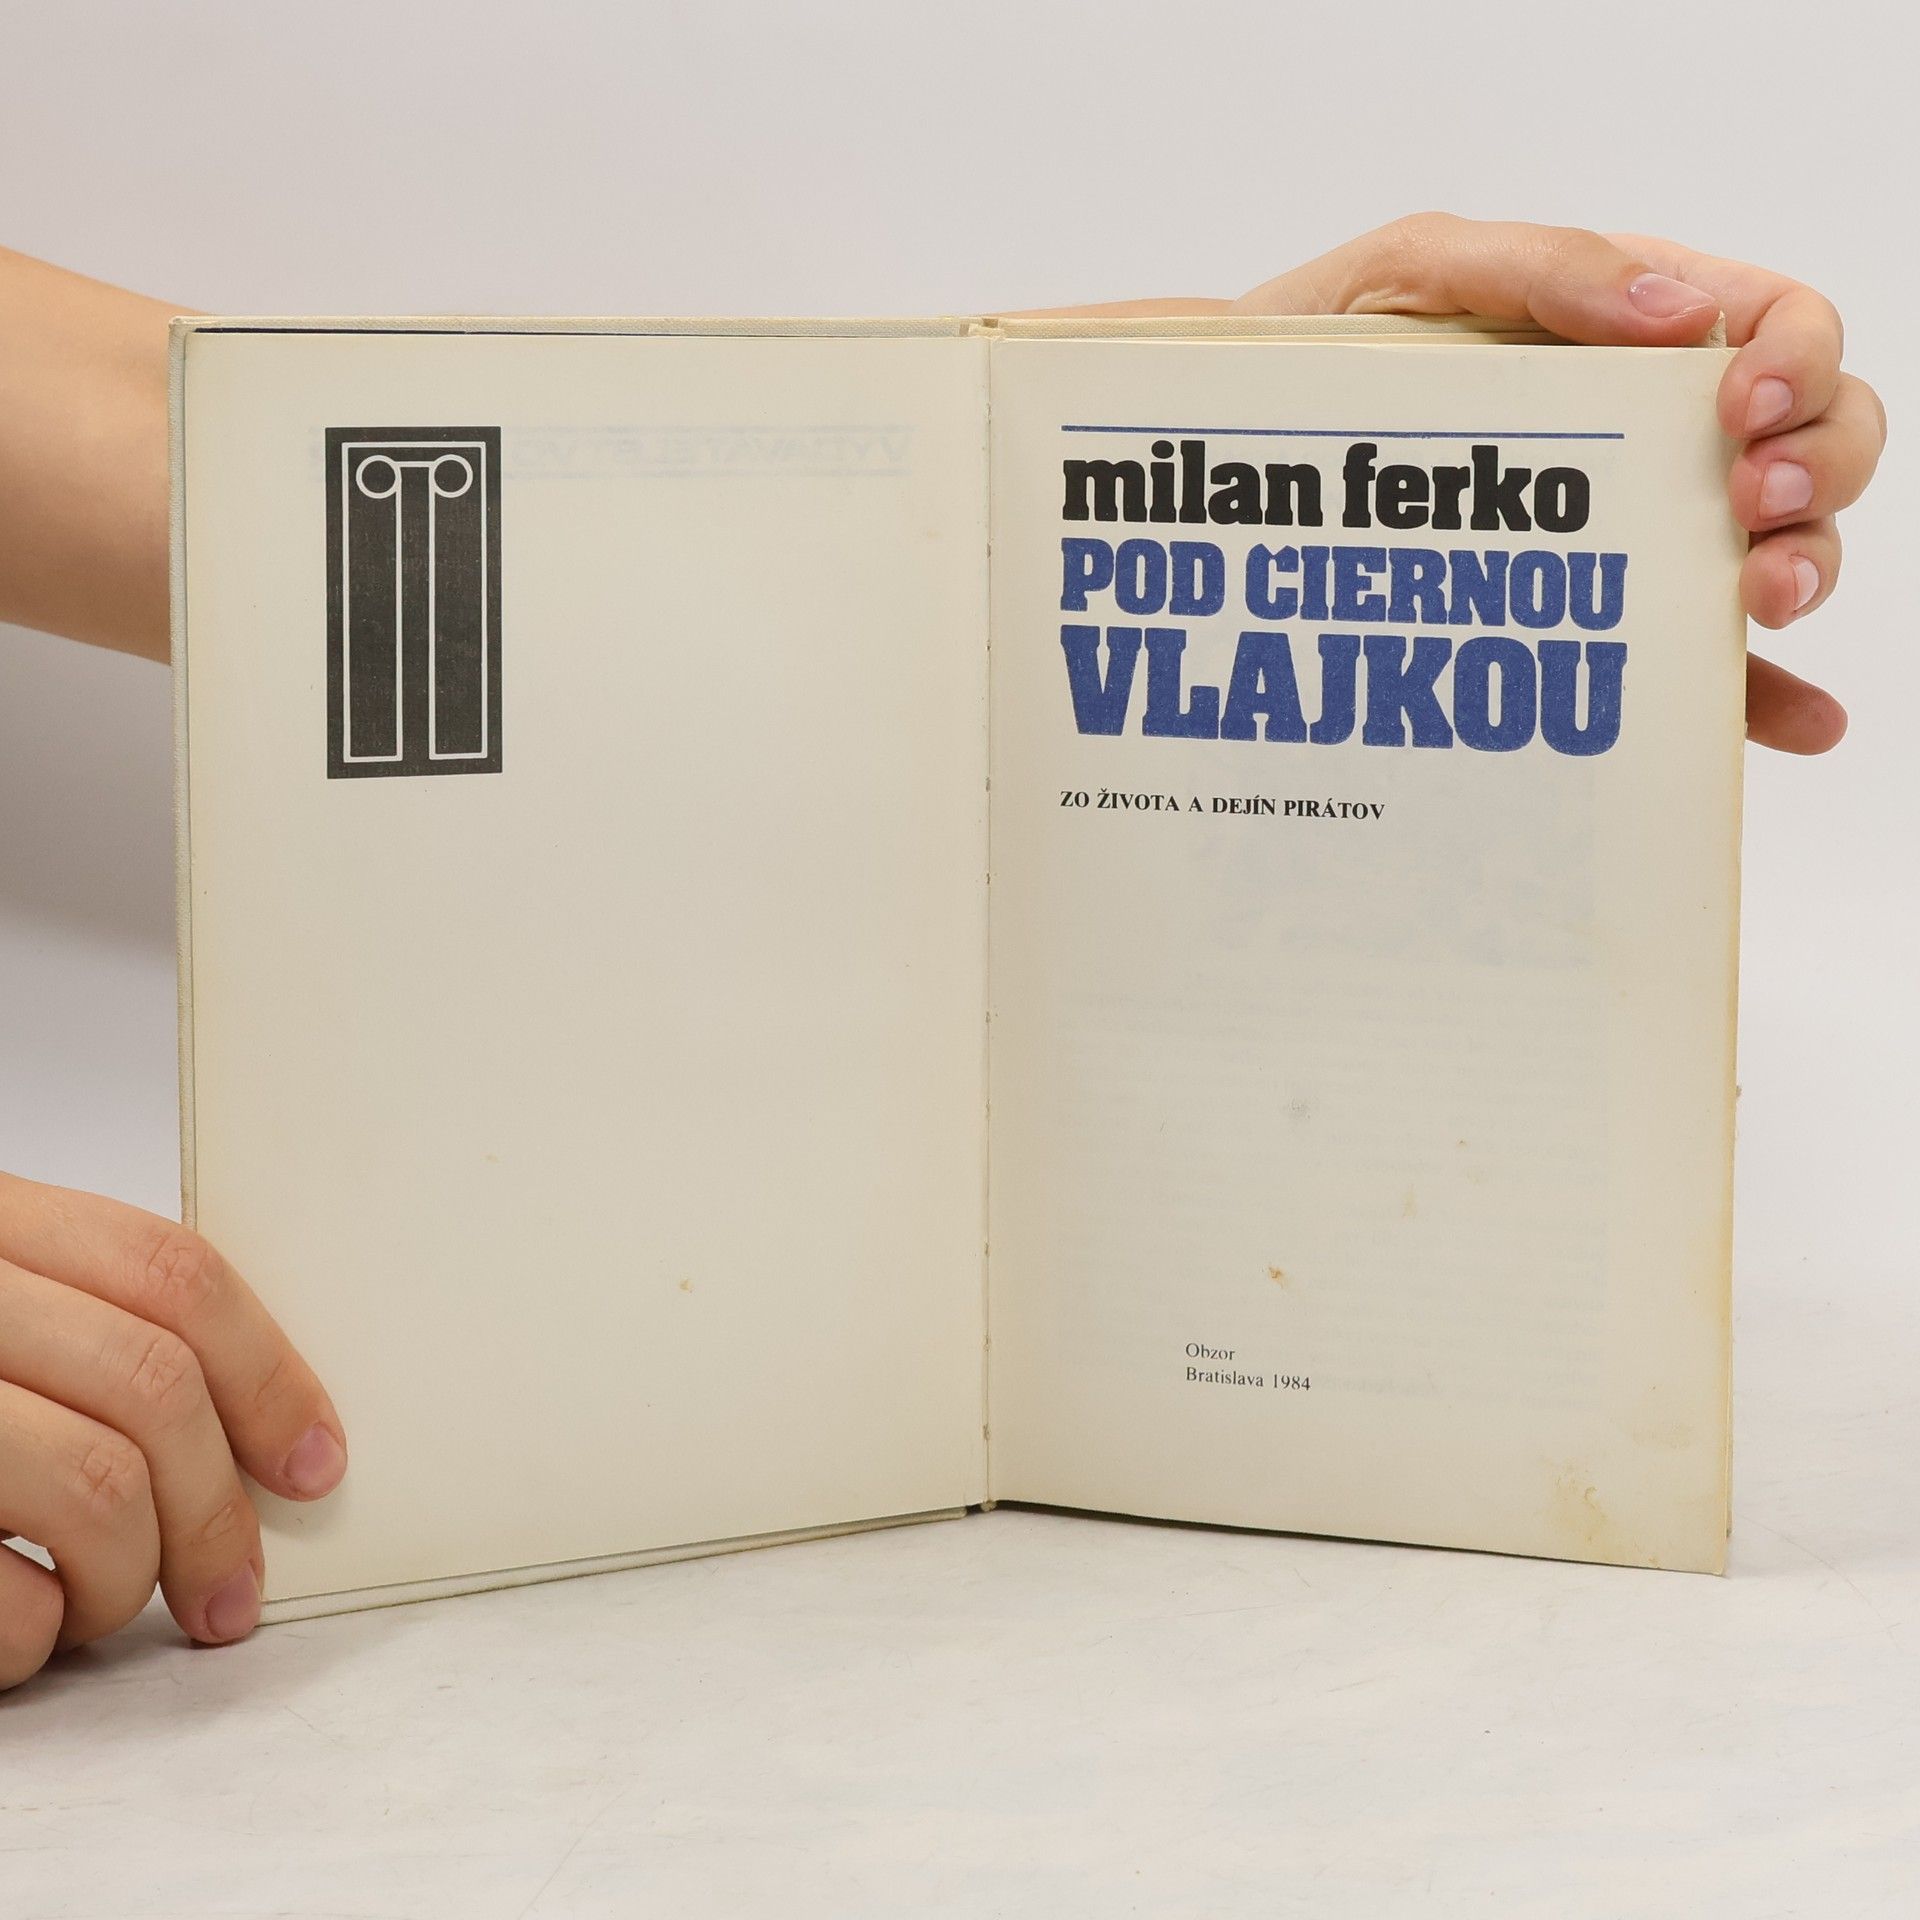 milan ferko
POD ČIERNOU
VLAJKOU
ZO ŽIVOTA A DEJÍN PIRÁTOV
Obzor
Bratislava 1984